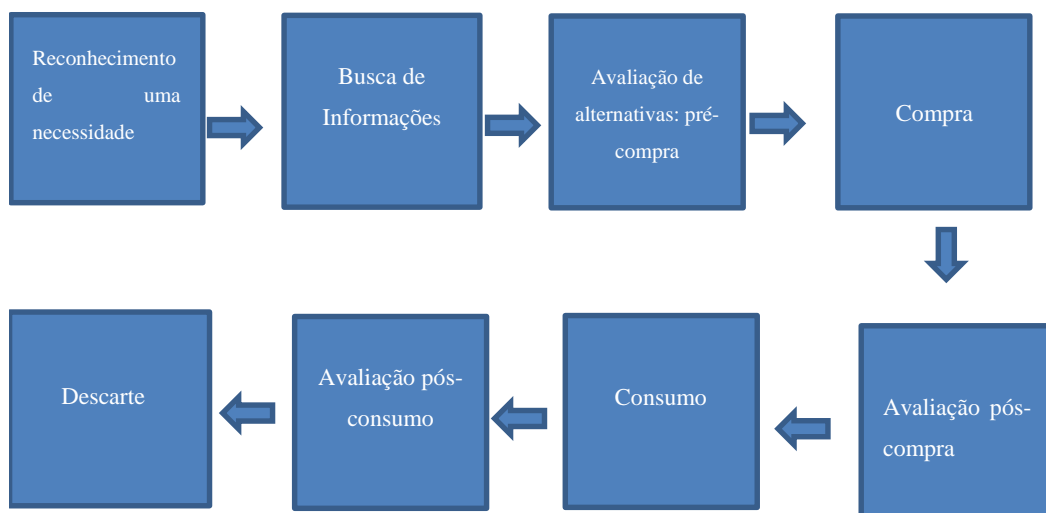 Reconhecimento
de uma
necessidade
Busca de
Informações
Avaliação de
alternativas: pré-
compra
Compra
Avaliação pós-
compra
Consumo
Avaliação pós-
consumo
Descarte